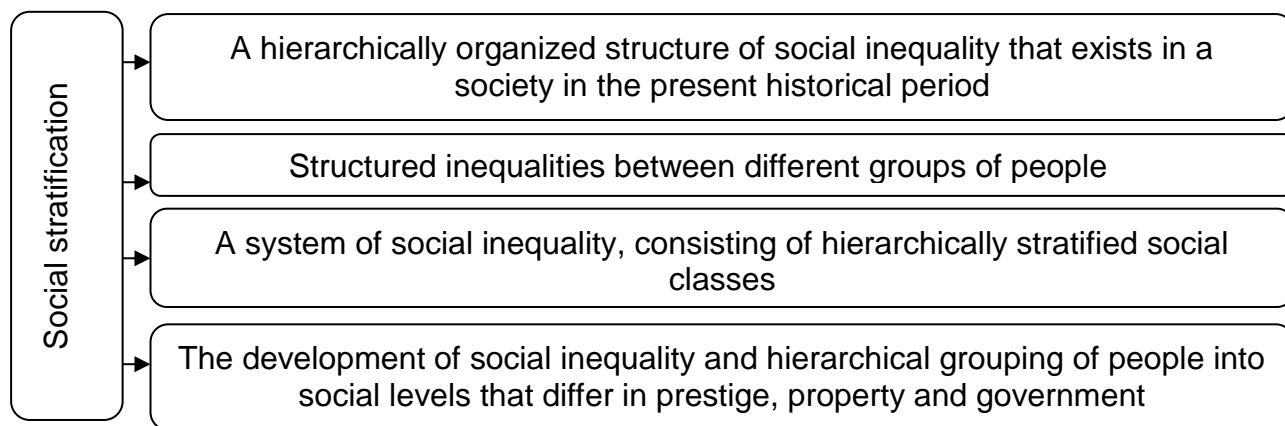 Social stratification
A hierarchically organized structure of social inequality that exists in a
society in the present historical period
Structured inequalities between different groups of people
A system of social inequality, consisting of hierarchically stratified social
classes
The development of social inequality and hierarchical grouping of people into
social levels that differ in prestige, property and government